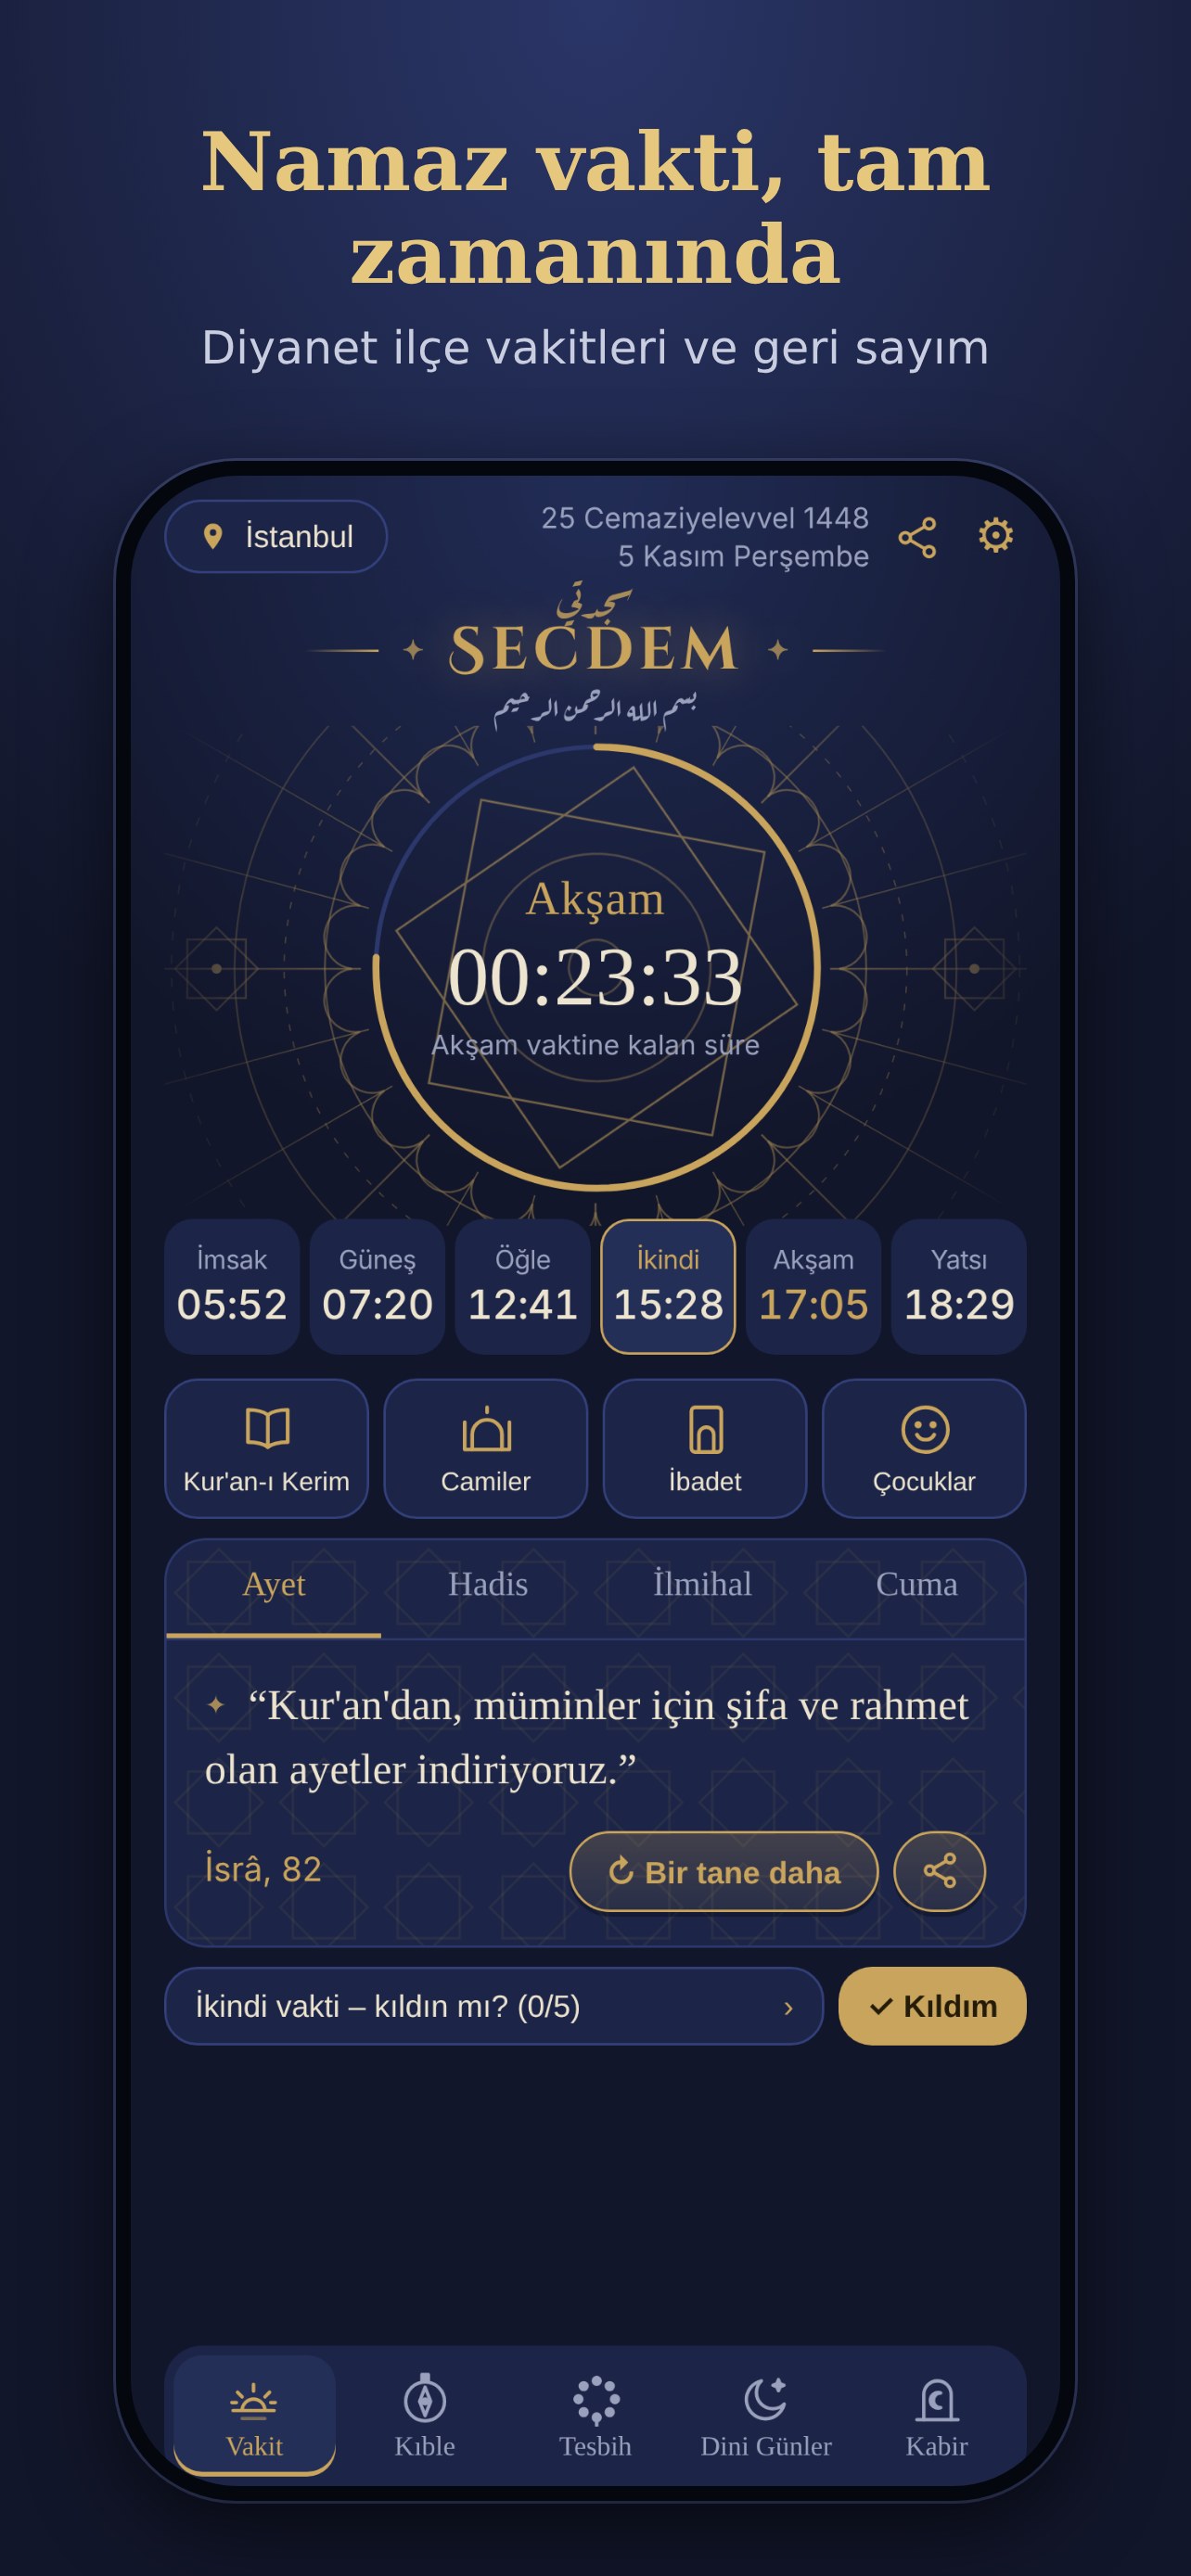 Namaz vakti, tam
zamanında
Diyanet ilçe vakitleri ve geri sayım
İstanbul
25 Cemaziyelevvel 1448
5 Kasım Perşembe
سجدتي
SECDEM
بسم الله الرحمن الرحيم
Akşam
00:23:33
Akşam vaktine kalan süre
İmsak Güneş Öğle İkindi Akşam Yatsı
05:52 07:20 12:41 15:28 17:05 18:29
Kur'an-ı Kerim Camiler İbadet Çocuklar
Ayet Hadis İlmihal Cuma
“Kur'an'dan, müminler için şifa ve rahmet
olan ayetler indiriyoruz.”
İsrâ, 82
Bir tane daha
İkindi vakti – kıldın mı? (0/5) ›
✓ Kıldım
Vakit Kıble Tesbih Dini Günler Kabir